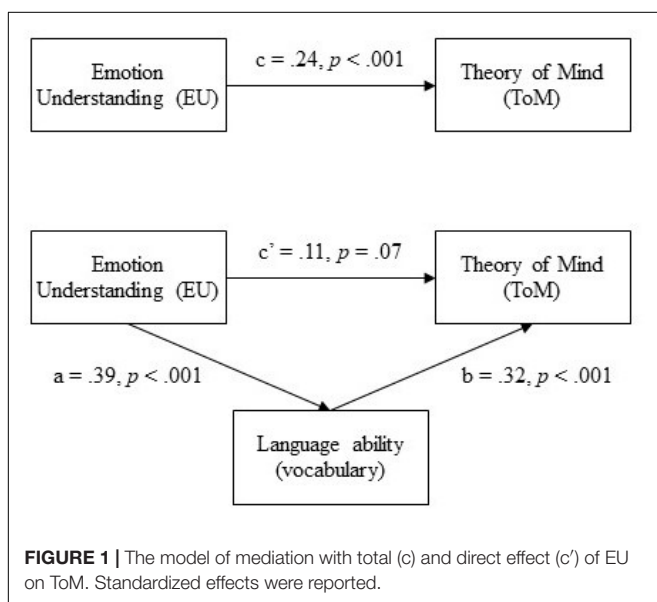 c = .24, p < .001
Emotion
Understanding (EU)
Theory of Mind
(ToM)
c' = .11, p = .07
Emotion
Understanding (EU)
Theory of Mind
(ToM)
a = .39, p < .001
b = .32, p < .001
Language ability
(vocabulary)
FIGURE 1 | The model of mediation with total (c) and direct effect (c′) of EU
on ToM. Standardized effects were reported.